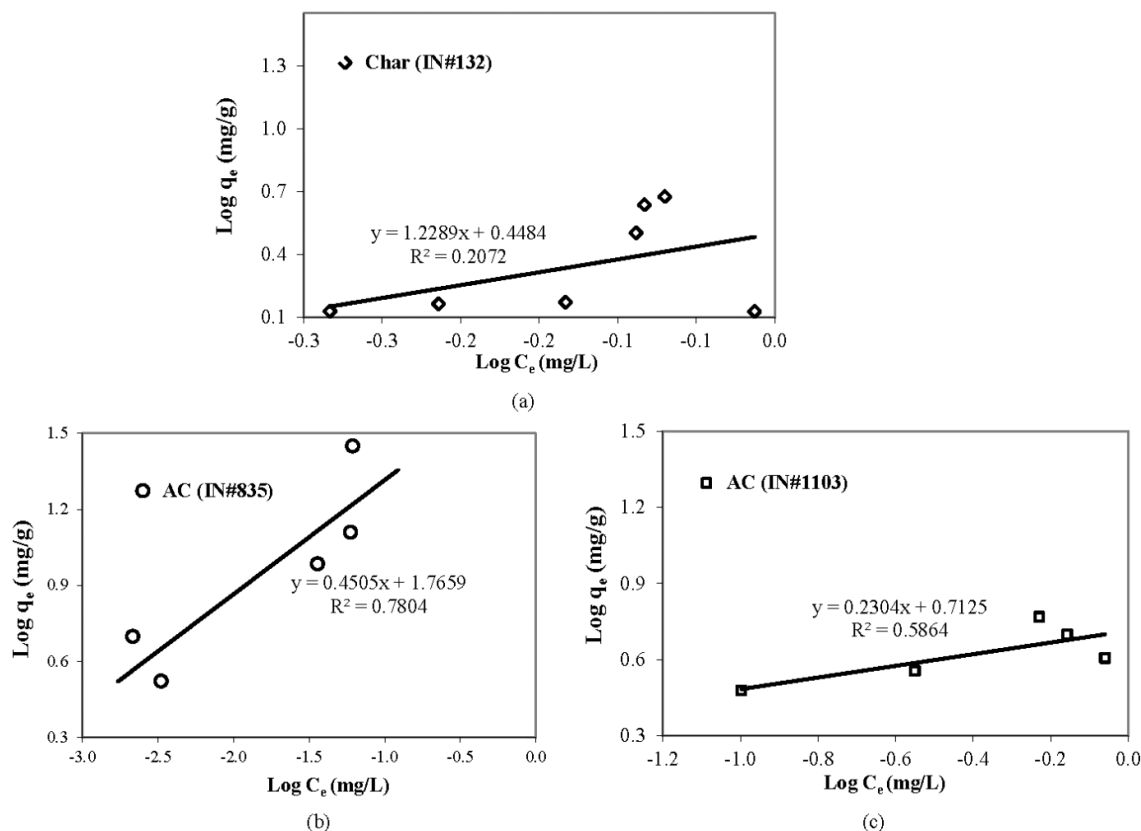 Char (IN#132)
Log qe (mg/g)
1.3
1.0
0.7
0.4
0.1
y = 1.2289x + 0.4484
R² = 0.2072
-0.3 -0.3 -0.2 -0.2 -0.1 -0.1 0.0
Log Ce (mg/L)
(a)
AC (IN#835)
Log qe (mg/g)
1.5
1.2
0.9
0.6
0.3
y = 0.4505x + 1.7659
R² = 0.7804
-3.0 -2.5 -2.0 -1.5 -1.0 -0.5 0.0
Log Ce (mg/L)
(b)
AC (IN#1103)
Log qe (mg/g)
1.5
1.2
0.9
0.6
0.3
y = 0.2304x + 0.7125
R² = 0.5864
-1.2 -1.0 -0.8 -0.6 -0.4 -0.2 0.0
Log Ce (mg/L)
(c)